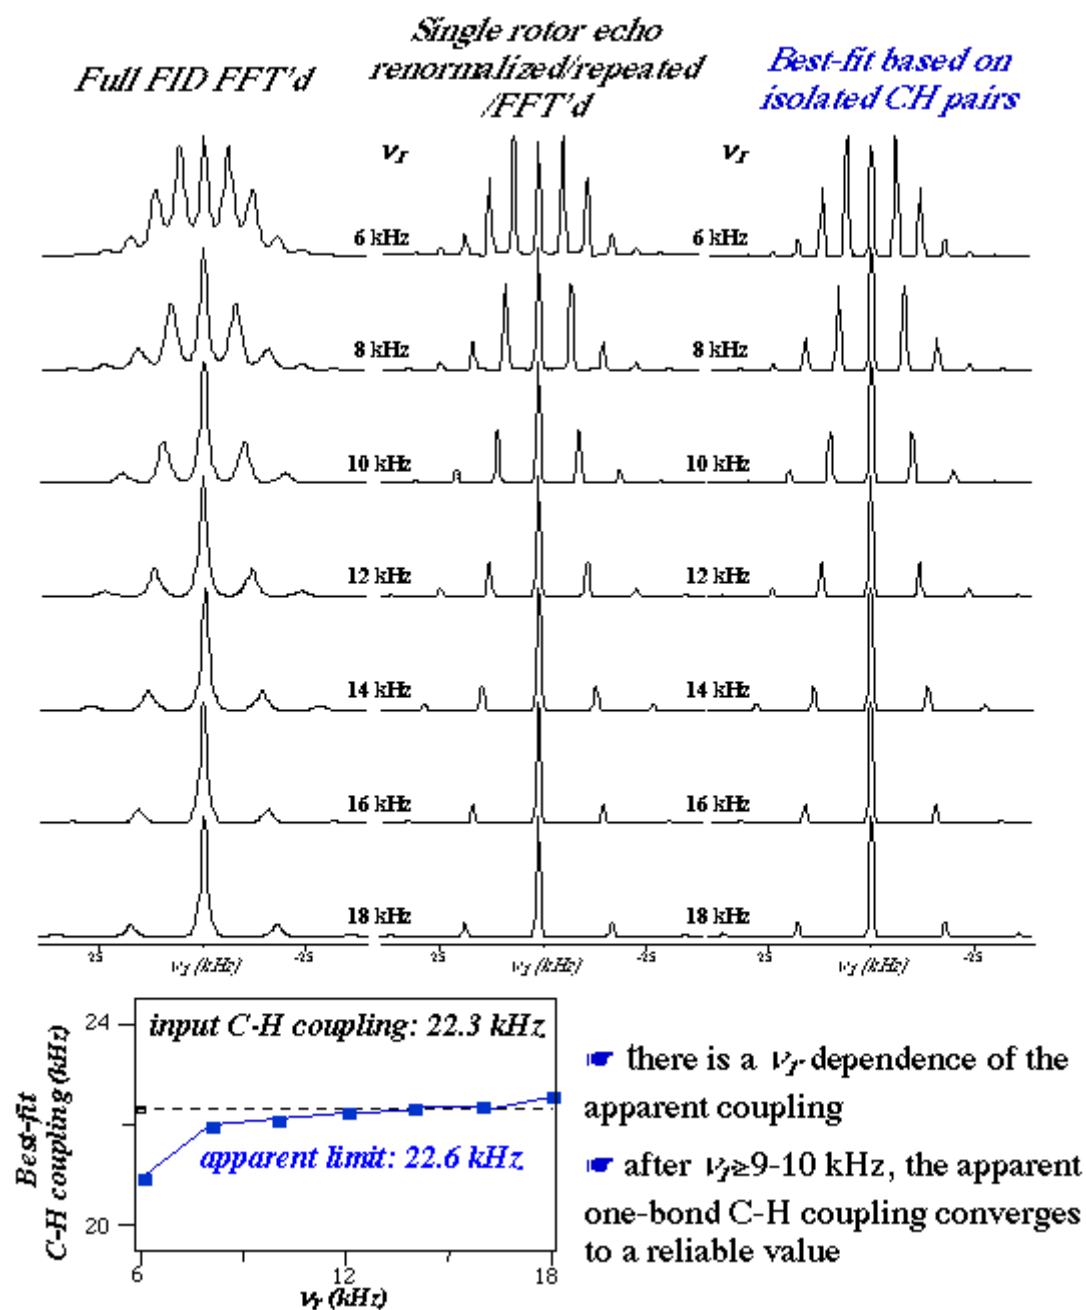 Full FID FFT'd
Single rotor echo
renormalized/repeated
/FFT'd
Best-fit based on
isolated CH pairs
νr
νr
6 kHz
6 kHz
8 kHz
8 kHz
10 kHz
10 kHz
12 kHz
12 kHz
14 kHz
14 kHz
16 kHz
16 kHz
18 kHz
18 kHz
25
-25
25
-25
25
-25
νI (kHz)
νI (kHz)
νI (kHz)
Best-fit
C-H coupling (kHz)
24
20
input C-H coupling: 22.3 kHz
apparent limit: 22.6 kHz
6
12
18
νr (kHz)
☛ there is a νr-dependence of the
apparent coupling
☛ after νr≥9-10 kHz, the apparent
one-bond C-H coupling converges
to a reliable value